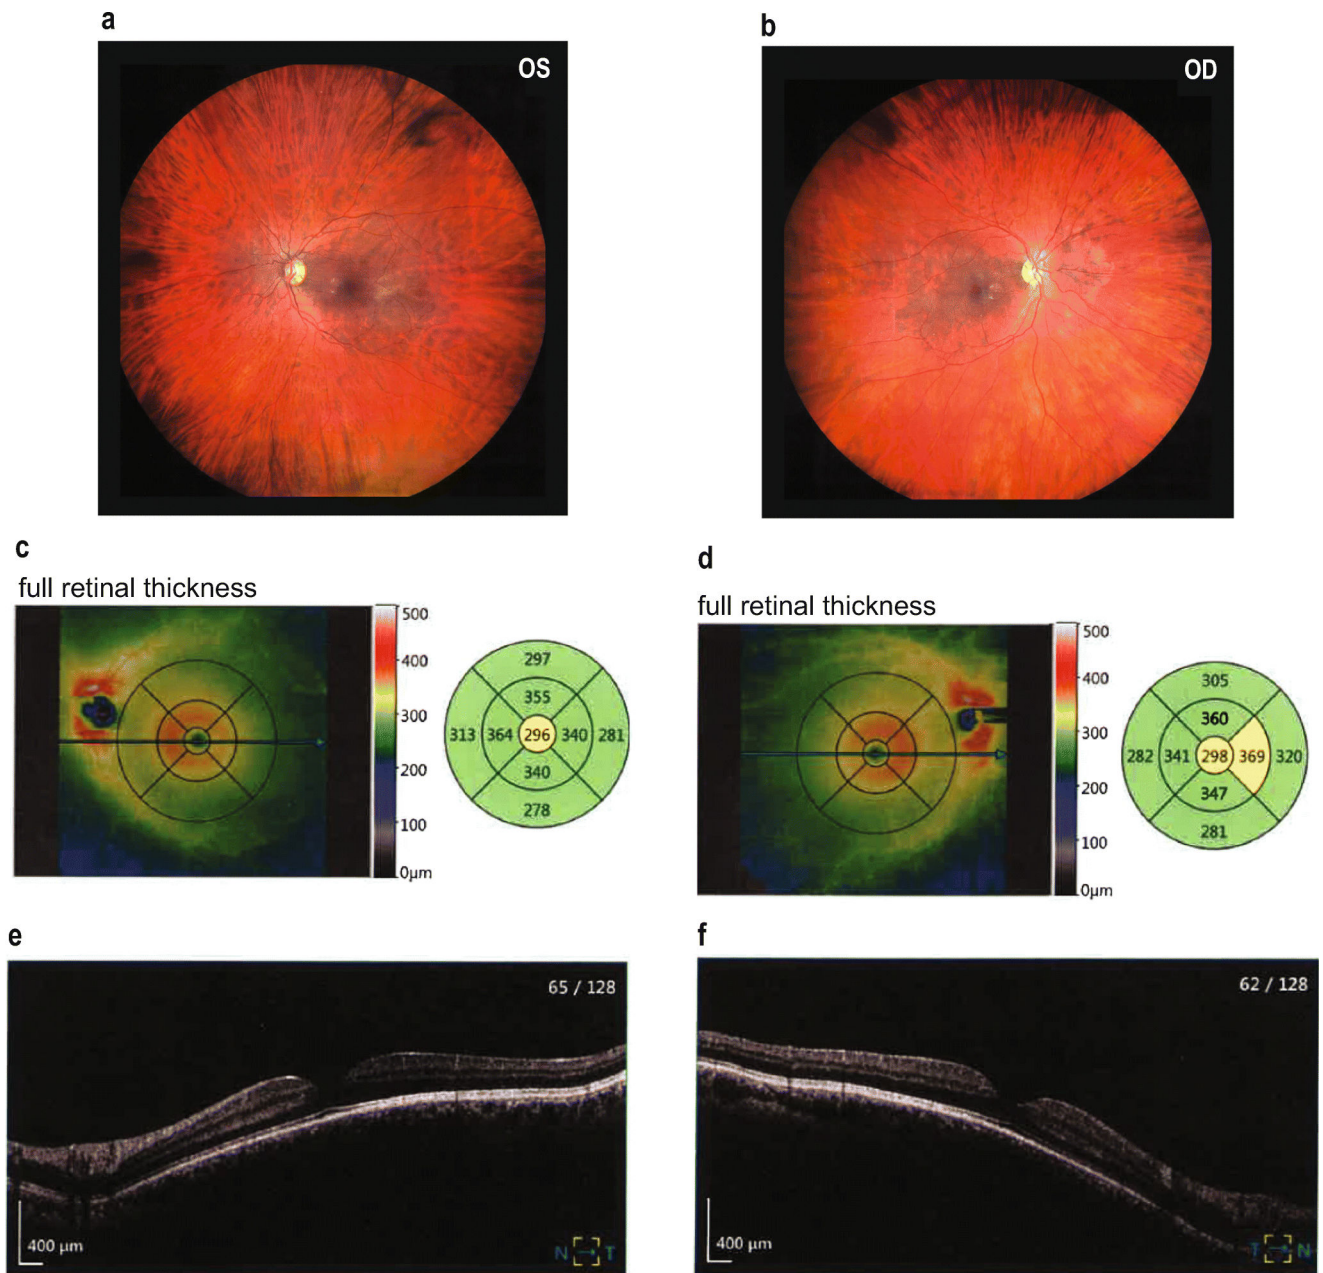 a
b
OS
OD
c
full retinal thickness
500
400
300
200
100
0µm
297
355
313 364 296 340 281
340
278
d
full retinal thickness
500
400
300
200
100
0µm
305
360
282 341 298 369 320
347
281
e
65 / 128
400 µm
N T
f
62 / 128
400 µm
T N